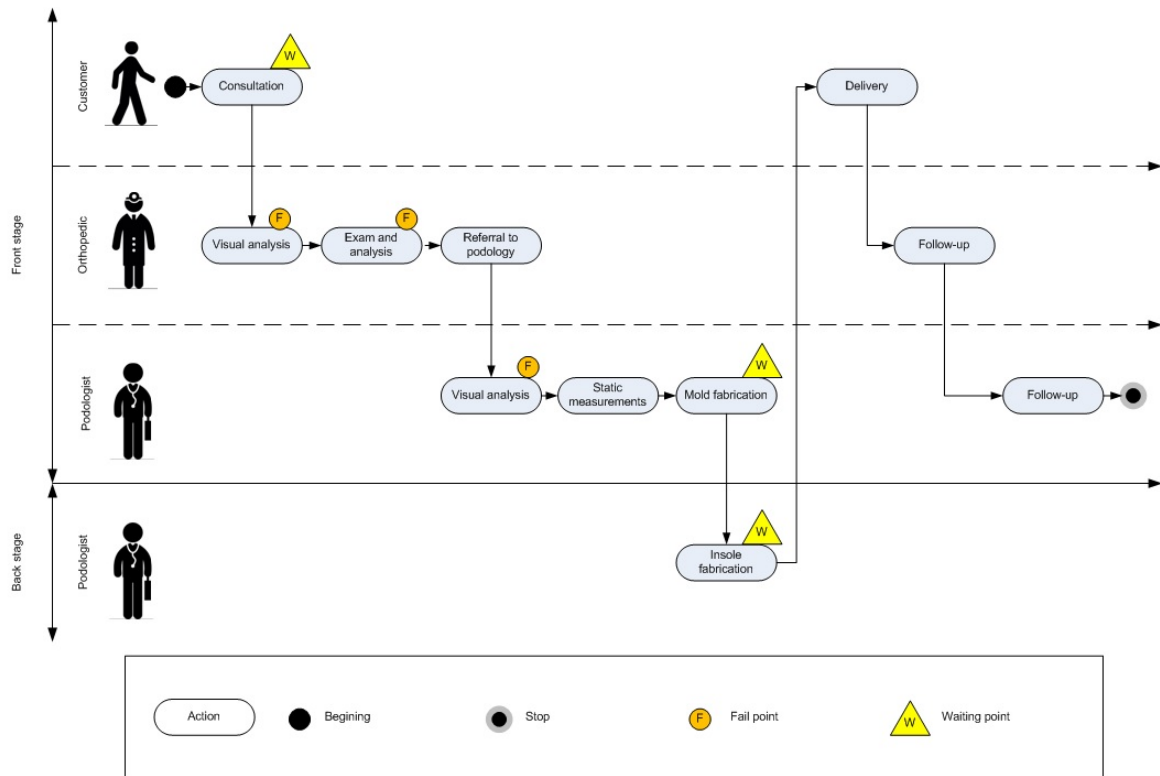 Customer
W
Consultation
Delivery
Front stage
Orthopedic
F
Visual analysis
F
Exam and
analysis
Referral to
podology
Follow-up
Podologist
F
Visual analysis
Static
measurements
W
Mold fabrication
Follow-up
Back stage
Podologist
W
Insole
fabrication
Action
Begining
Stop
F
Fail point
W
Waiting point